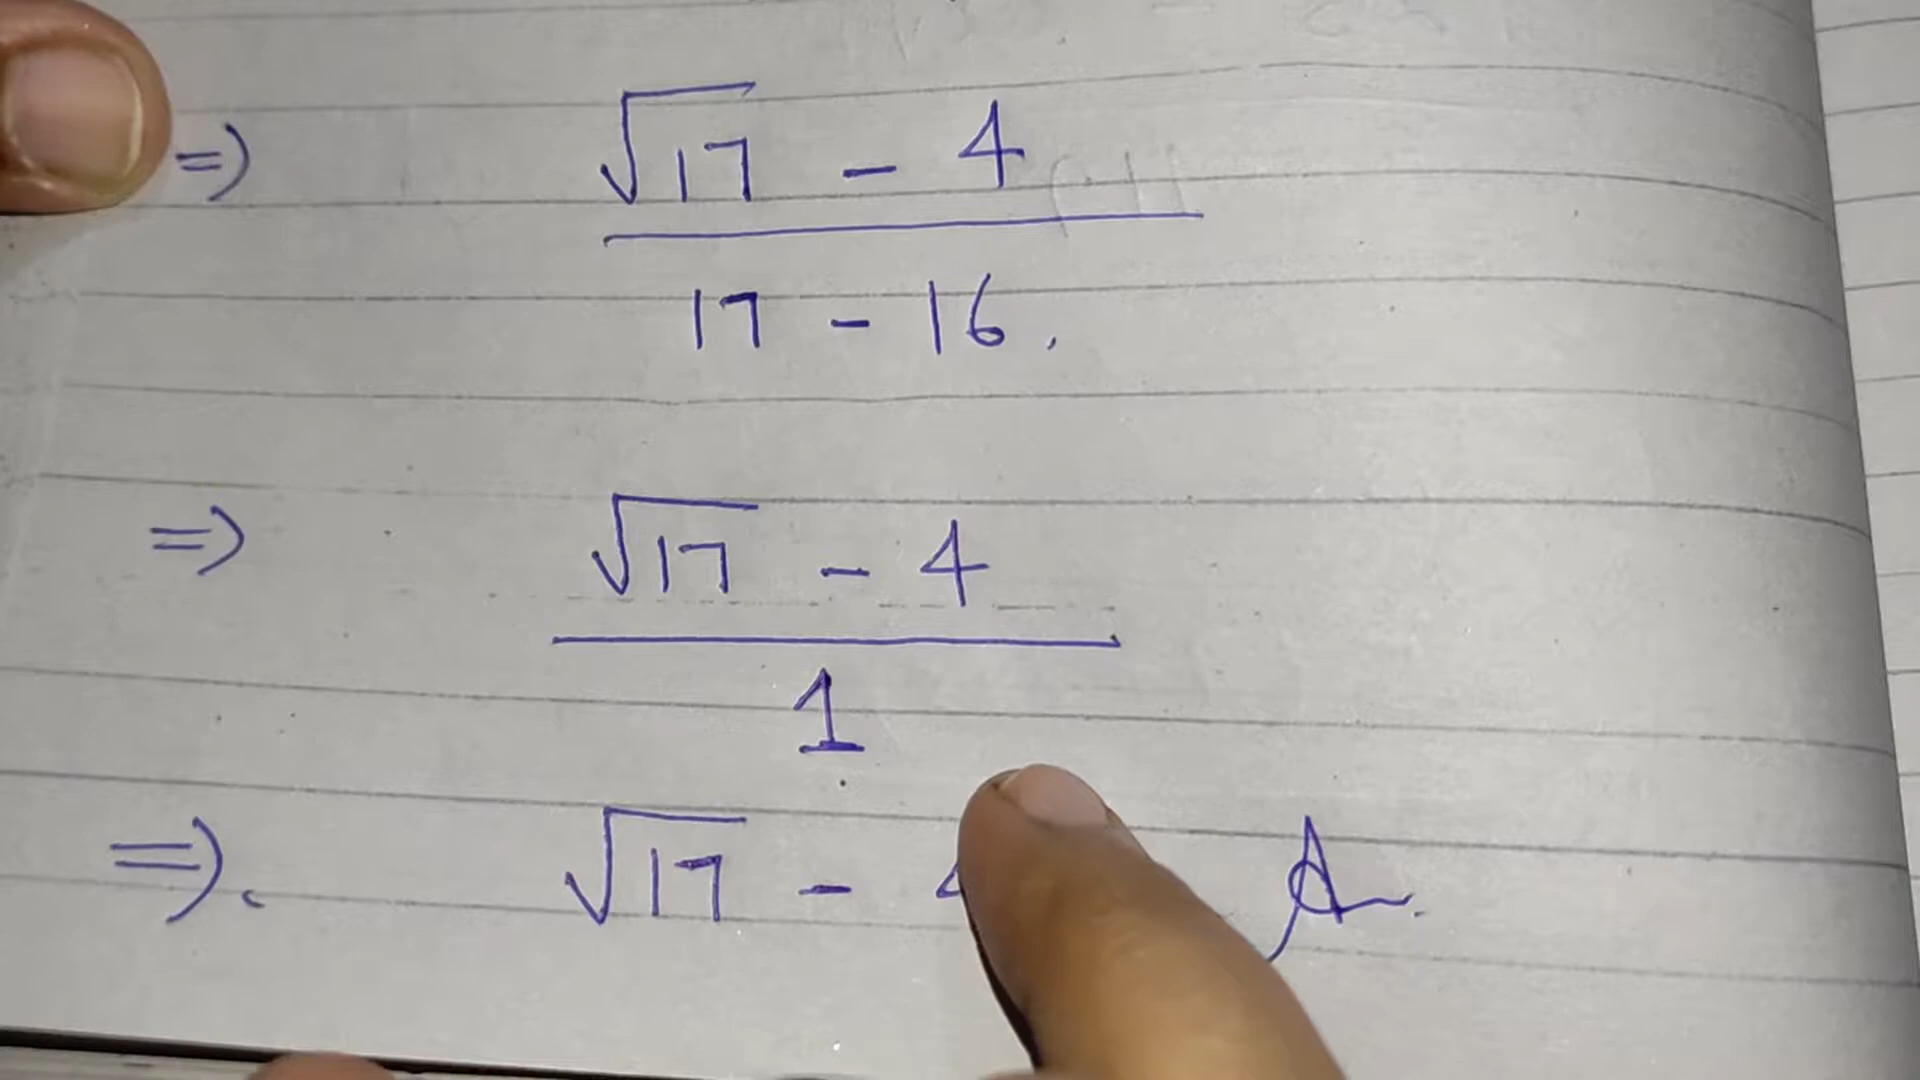 => √17 - 4
17 - 16.
=> √17 - 4
1
=> √17 -